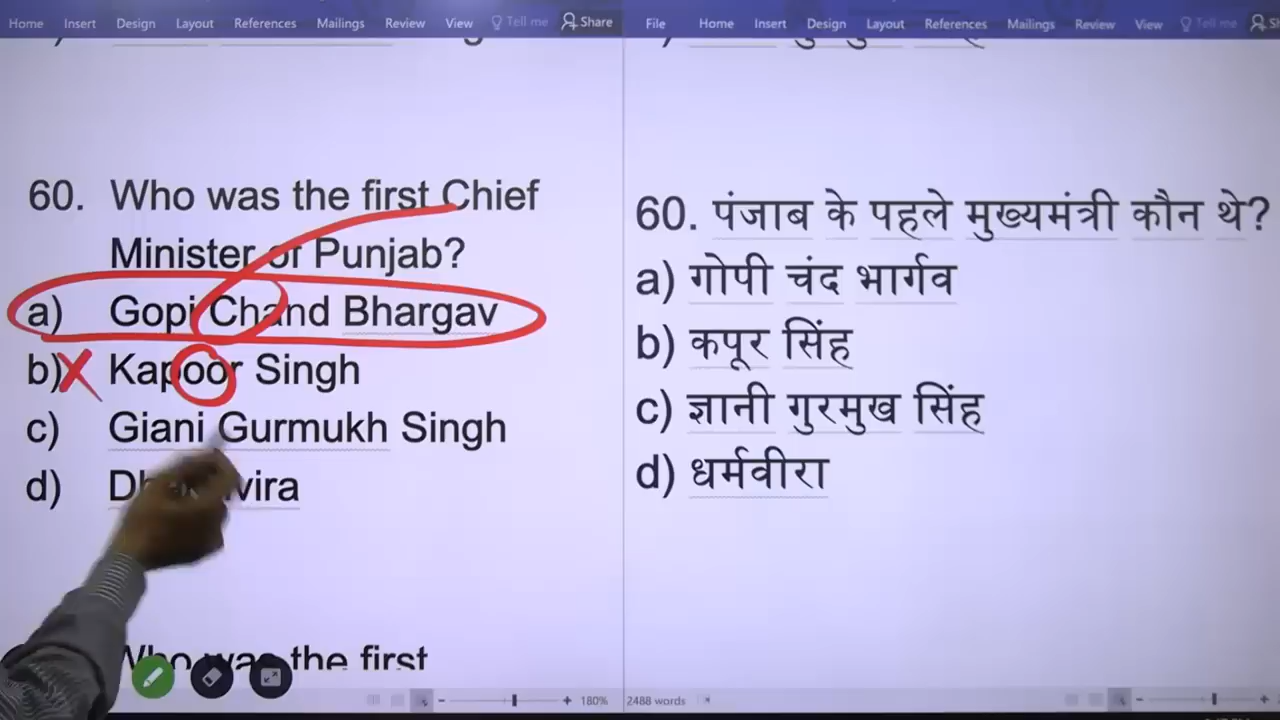 Home Insert Design Layout References Mailings Review View Tell me Share
File Home Insert Design Layout References Mailings Review View Tell me
60. Who was the first Chief
Minister of Punjab?
a) Gopi Chand Bhargav
b) Kapoor Singh
c) Giani Gurmukh Singh
d)
Who was the first
180%
60. पंजाब के पहले मुख्यमंत्री कौन थे?
a) गोपी चंद भार्गव
b) कपूर सिंह
c) ज्ञानी गुरमुख सिंह
d) धर्मवीरा
2488 words